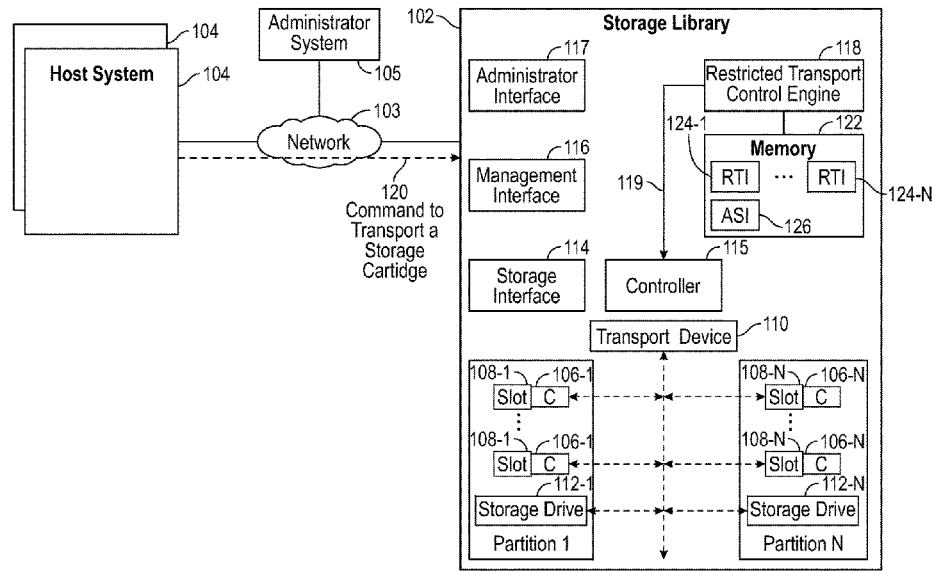 104
Host System
104
Administrator
System
105
103
Network
120
Command to
Transport a
Storage
Cartidge
102
Storage Library
117
Administrator
Interface
118
Restricted Transport
Control Engine
124-1
122
Memory
RTI
...
RTI
124-N
ASI
126
116
Management
Interface
119
114
Storage
Interface
115
Controller
110
Transport Device
108-1
106-1
Slot
C
108-1
106-1
Slot
C
112-1
Storage Drive
Partition 1
108-N
106-N
Slot
C
108-N
106-N
Slot
C
112-N
Storage Drive
Partition N